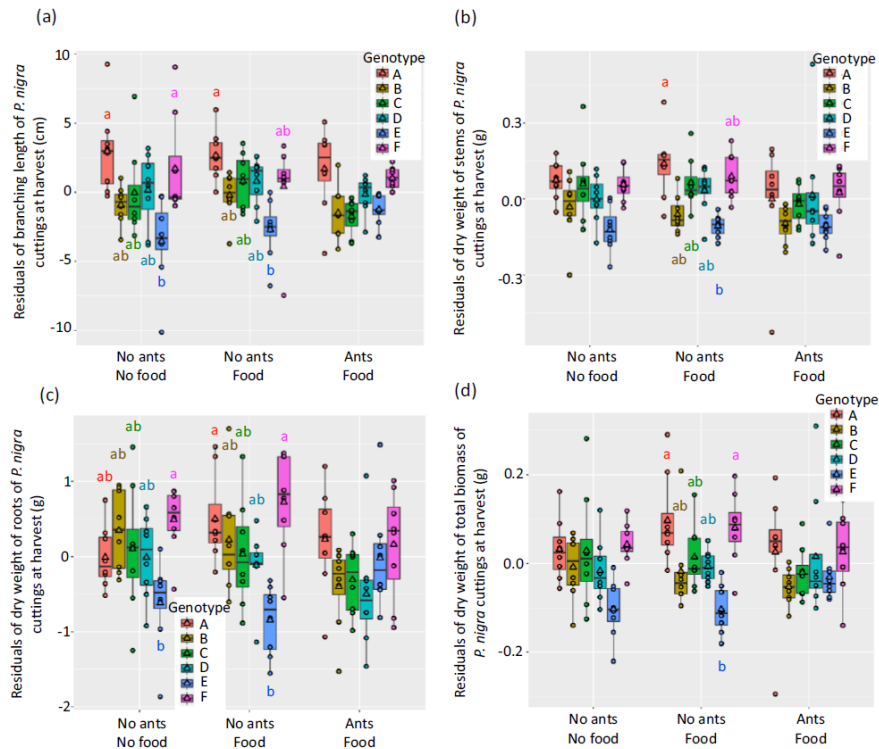 (a)
Residuals of branching length of P. nigra
cuttings at harvest (cm)
10
5
0
-5
-10
Genotype
A
B
C
D
E
F
a
ab
ab
ab
b
a
a
ab
ab
ab
b
ab
No ants
No food
No ants
Food
Ants
Food
(b)
Residuals of dry weight of stems of P. nigra
cuttings at harvest (g)
0.3
0.0
-0.3
Genotype
A
B
C
D
E
F
a
ab
ab
ab
b
ab
No ants
No food
No ants
Food
Ants
Food
(c)
Residuals of dry weight of roots of P. nigra
cuttings at harvest (g)
1
0
-1
-2
Genotype
A
B
C
D
E
F
ab
ab
ab
ab
b
a
a
ab
ab
ab
b
a
No ants
No food
No ants
Food
Ants
Food
(d)
Residuals of dry weight of total biomass of
P. nigra cuttings at harvest (g)
0.2
0.0
-0.2
Genotype
A
B
C
D
E
F
a
ab
ab
ab
b
a
No ants
No food
No ants
Food
Ants
Food